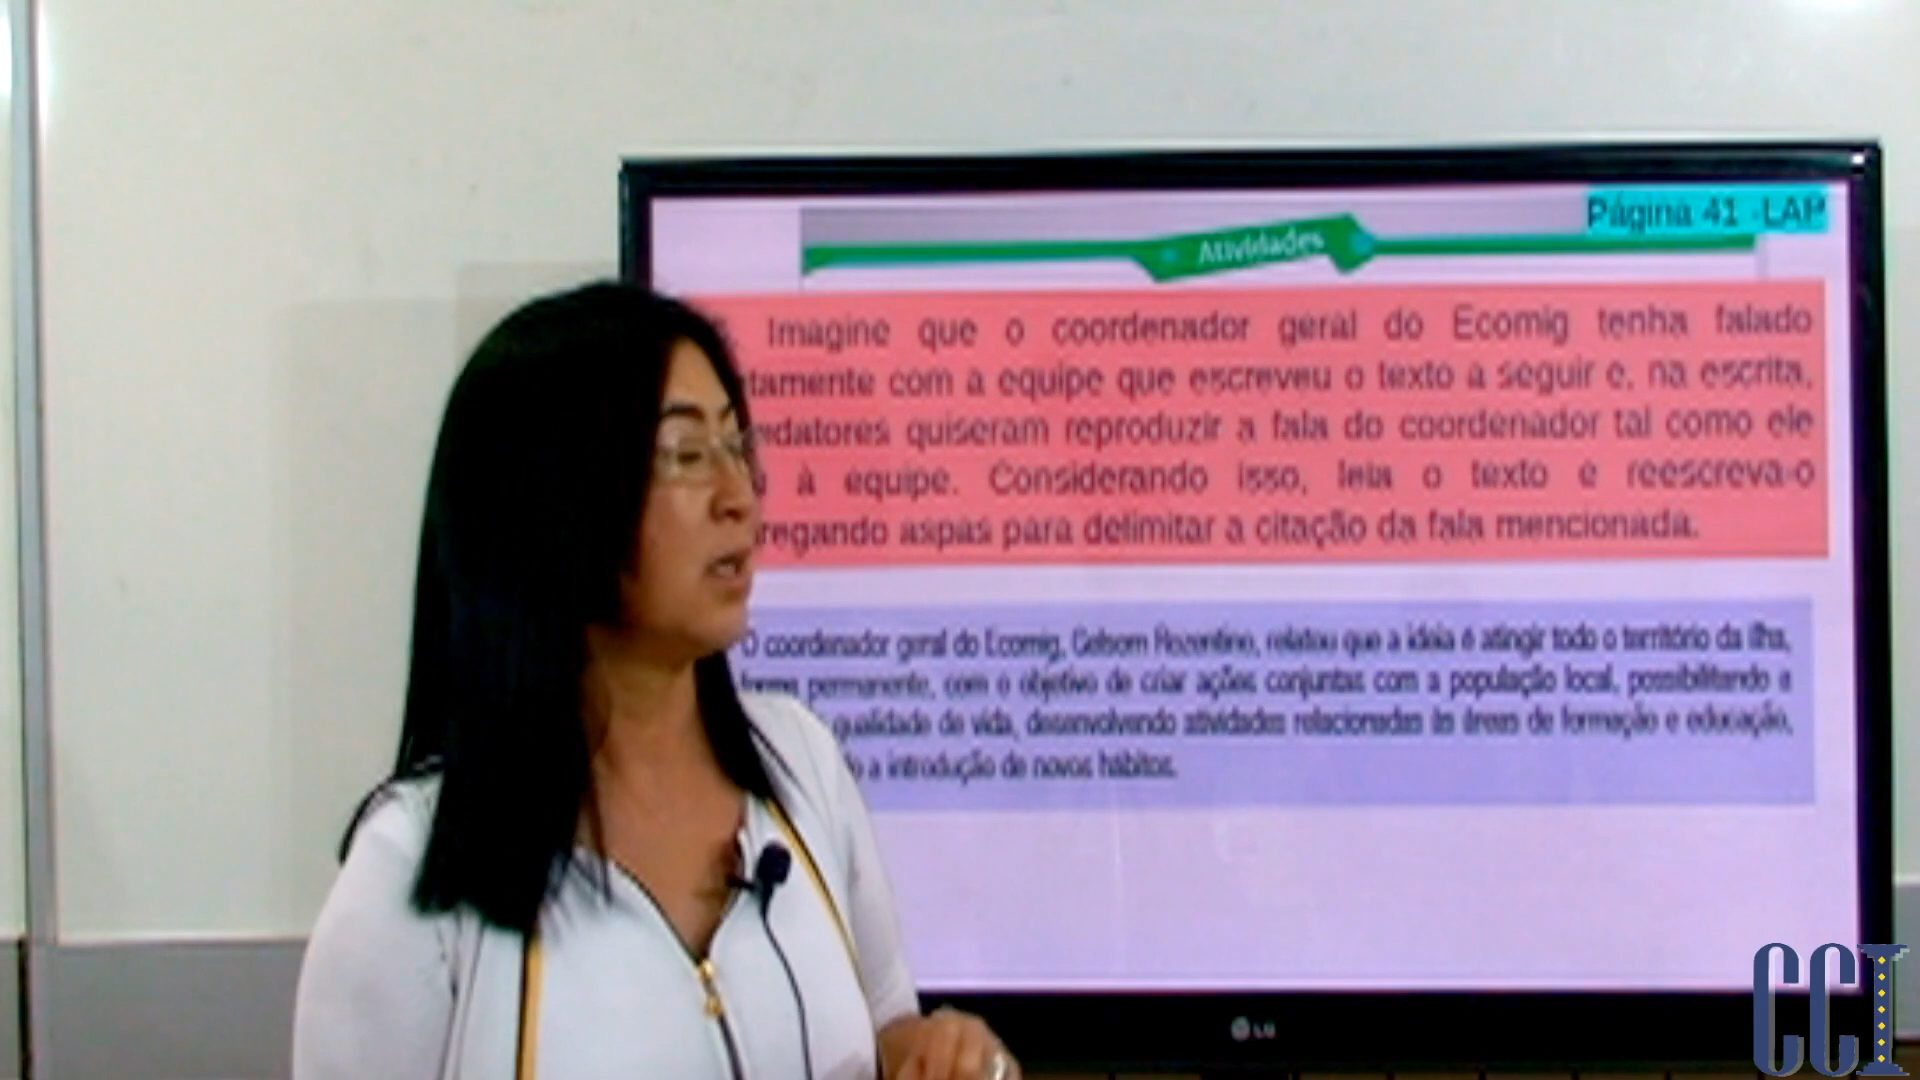 Página 41 -LAP
Atividades
Imagine que o coordenador geral do Ecomig tenha falado
tamente com a equipe que escreveu o texto a seguir e, na escrita,
datores quiseram reproduzir a fala do coordenador tal como ele
à equipe. Considerando isso, leia o texto e reescreva-o
regando aspas para delimitar a citação da fala mencionada.
O coordenador geral do Ecomig, Gelsom Rozentino, relatou que a ideia é atingir todo o território da Ilha,
forma permanente, com o objetivo de criar ações conjuntas com a população local, possibilitando a
qualidade de vida, desenvolvendo atividades relacionadas às áreas de formação e educação,
a introdução de novos hábitos.
LG
CCI